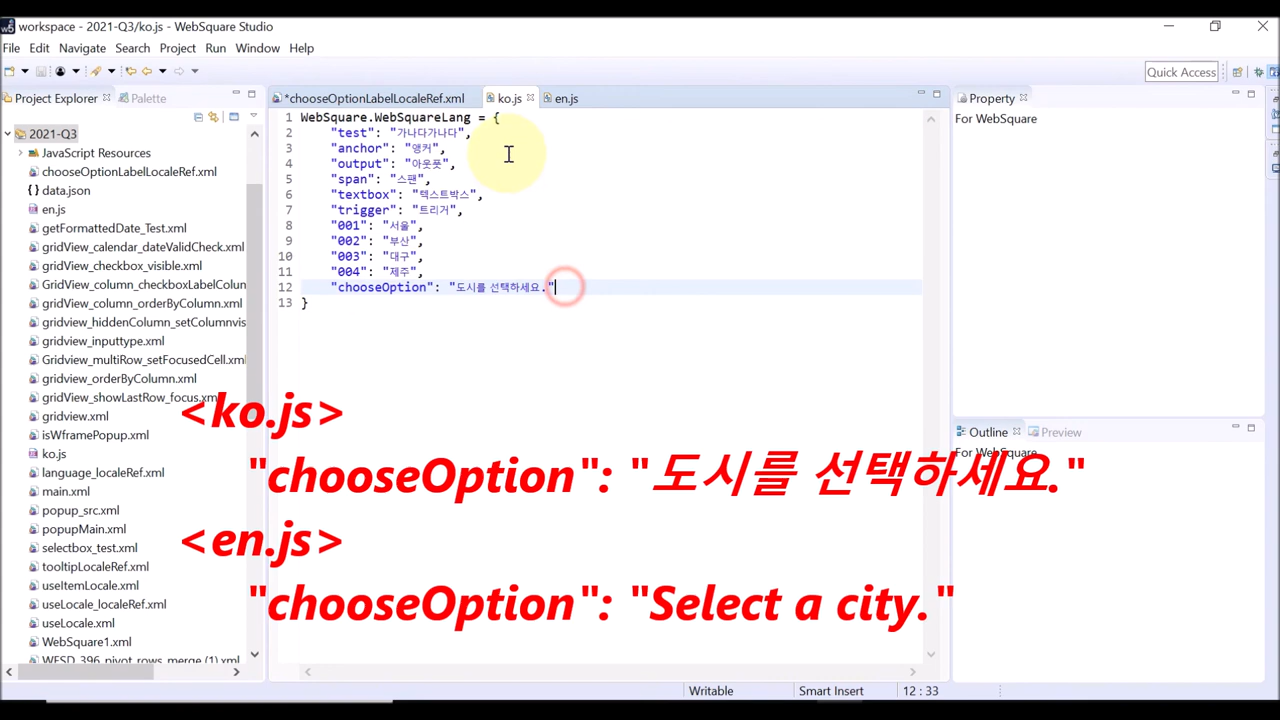 workspace - 2021-Q3/ko.js - WebSquare Studio
File Edit Navigate Search Project Run Window Help
Quick Access
Project Explorer Palette
*chooseOptionLabelLocaleRef.xml ko.js en.js
Property
For WebSquare
2021-Q3
JavaScript Resources
chooseOptionLabelLocaleRef.xml
data.json
en.js
getFormattedDate_Test.xml
gridView_calendar_dateValidCheck.xml
gridView_checkbox_visible.xml
GridView_column_checkboxLabelColun
GridView_column_orderByColumn.xml
gridView_hiddenColumn_setColumnvis
gridView_inputtype.xml
Gridview_multiRow_setFocusedCell.xml
gridview_orderByColumn.xml
GridView_showLastRow_focus.xml
gridview.xml
isWframePopup.xml
ko.js
language_localeRef.xml
main.xml
popup_src.xml
popupMain.xml
selectbox_test.xml
tooltipLocaleRef.xml
useItemLocale.xml
useLocale_localeRef.xml
useLocale.xml
WebSquare1.xml
WFSD_396_pivot_rows_merge (1).xml
1 WebSquare.WebSquareLang = {
2 "test": "가나다가나다",
3 "anchor": "앵커",
4 "output": "아웃풋",
5 "span": "스팬",
6 "textbox": "텍스트박스",
7 "trigger": "트리거",
8 "001": "서울",
9 "002": "부산",
10 "003": "대구",
11 "004": "제주",
12 "chooseOption": "도시를 선택하세요."
13 }
Outline Preview
For WebSquare
<ko.js>
"chooseOption": "도시를 선택하세요."
<en.js>
"chooseOption": "Select a city."
Writable Smart Insert 12 : 33